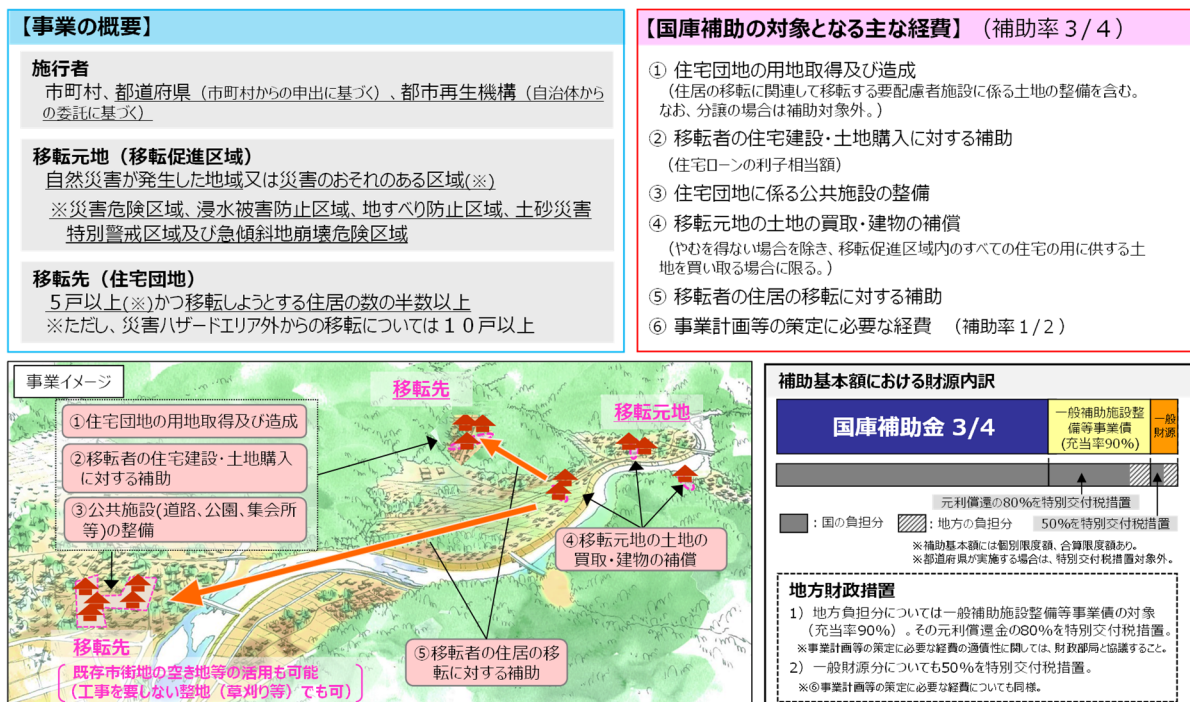 【事業の概要】
施行者
市町村、都道府県（市町村からの申出に基づく）、都市再生機構（自治体から
の委託に基づく）
移転元地（移転促進区域）
自然災害が発生した地域又は災害のおそれのある区域(※)
※災害危険区域、浸水被害防止区域、地すべり防止区域、土砂災害
特別警戒区域及び急傾斜地崩壊危険区域
移転先（住宅団地）
５戸以上(※)かつ移転しようとする住居の数の半数以上
※ただし、災害ハザードエリア外からの移転については１０戸以上
【国庫補助の対象となる主な経費】（補助率３/４）
① 住宅団地の用地取得及び造成
（住居の移転に関連して移転する要配慮者施設に係る土地の整備を含む。
なお、分譲の場合は補助対象外。）
② 移転者の住宅建設・土地購入に対する補助
（住宅ローンの利子相当額）
③ 住宅団地に係る公共施設の整備
④ 移転元地の土地の買取・建物の補償
（やむを得ない場合を除き、移転促進区域内のすべての住宅の用に供する土
地を買い取る場合に限る。）
⑤ 移転者の住居の移転に対する補助
⑥ 事業計画等の策定に必要な経費　（補助率１/２）
事業イメージ
①住宅団地の用地取得及び造成
②移転者の住宅建設・土地購入
に対する補助
③公共施設(道路、公園、集会所
等)の整備
移転先
移転元地
④移転元地の土地の
買取・建物の補償
⑤移転者の住居の移
転に対する補助
移転先
既存市街地の空き地等の活用も可能
（工事を要しない整地（草刈り等）でも可）
補助基本額における財源内訳
国庫補助金 3/4
一般補助施設整
備等事業債
（充当率90%）
一般
財源
元利償還の80%を特別交付税措置
：国の負担分
：地方の負担分
50%を特別交付税措置
※補助基本額には個別限度額、合算限度額あり。
※都道府県が実施する場合は、特別交付税措置対象外。
地方財政措置
1）地方負担分については一般補助施設整備等事業債の対象
（充当率90%）。その元利償還金の80%を特別交付税措置。
※事業計画等の策定に必要な経費の適債性に関しては、財政部局と協議すること。
2）一般財源分についても50%を特別交付税措置。
※⑥事業計画等の策定に必要な経費についても同様。